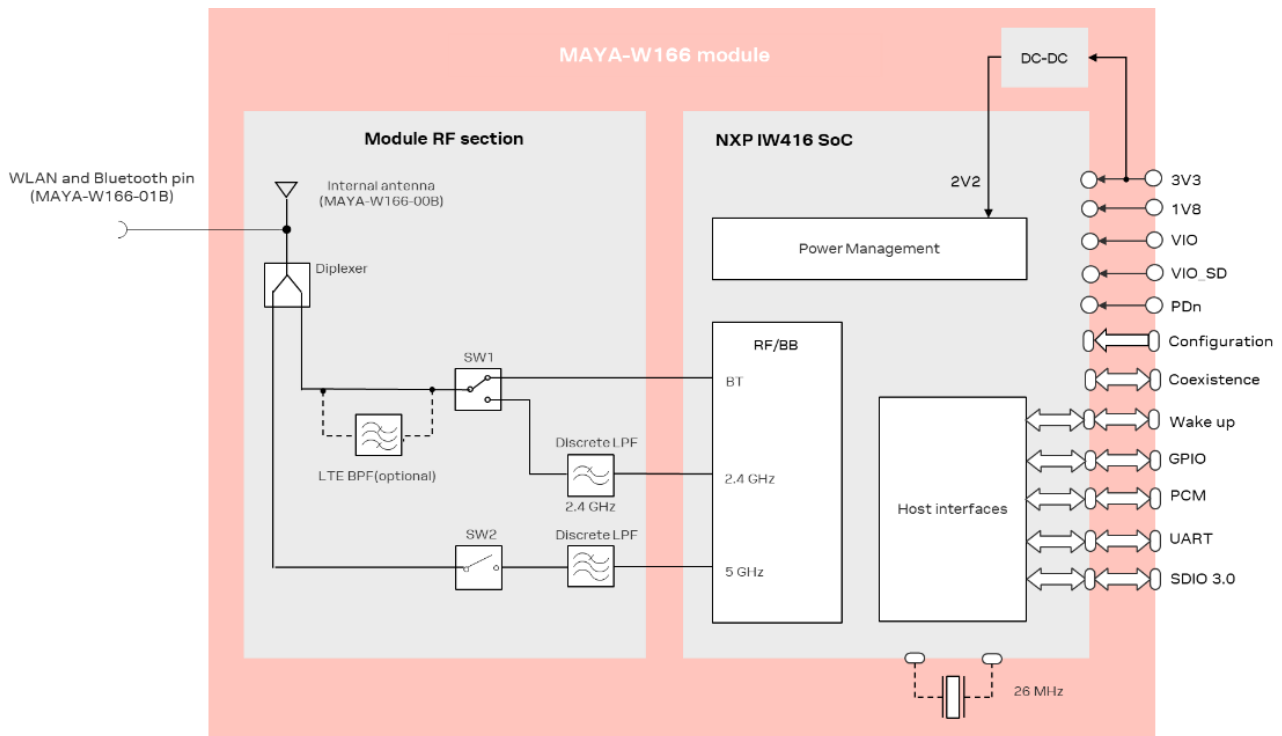 MAYA-W166 module
DC-DC
Module RF section
NXP IW416 SoC
WLAN and Bluetooth pin
(MAYA-W166-01B)
Internal antenna
(MAYA-W166-00B)
2V2
3V3
1V8
Power Management
VIO
Diplexer
VIO_SD
PDn
RF/BB
Configuration
SW1
BT
Coexistence
Wake up
Discrete LPF
GPIO
LTE BPF(optional)
2.4 GHz
PCM
2.4 GHz
Host interfaces
SW2
Discrete LPF
UART
5 GHz
SDIO 3.0
26 MHz